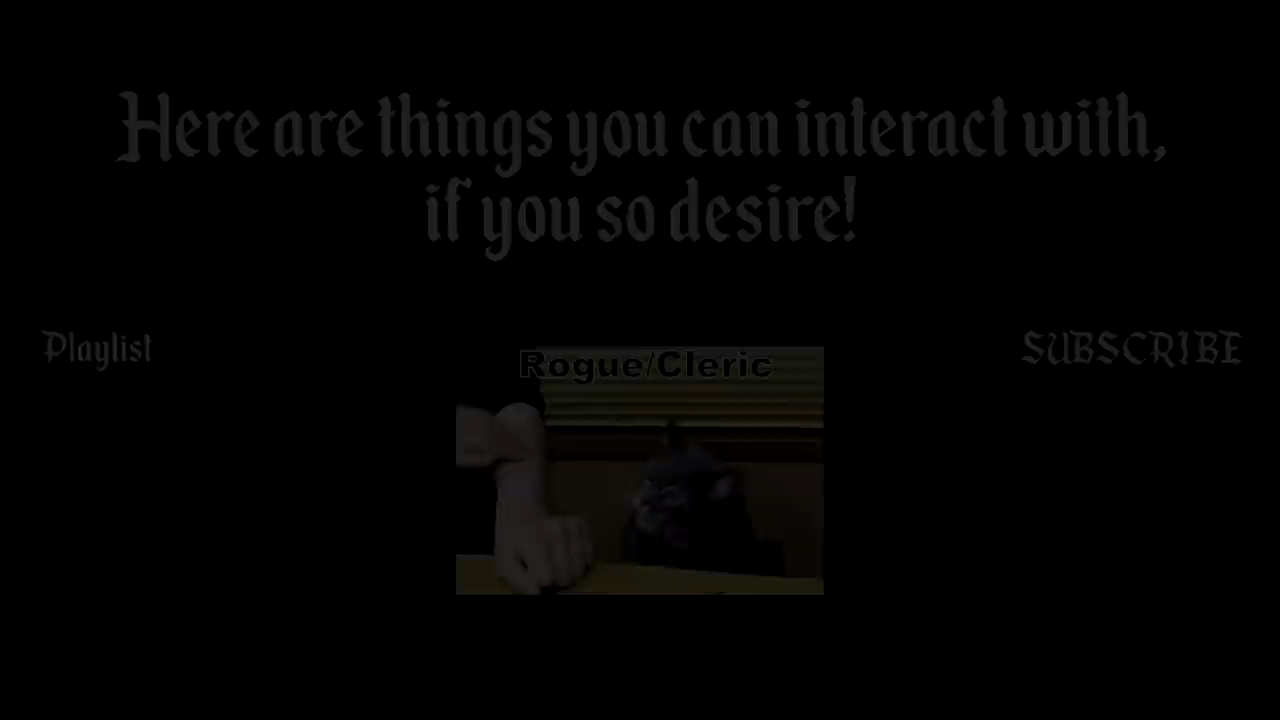 Here are things you can interact with,
if you so desire!
Playlist
SUBSCRIBE
Rogue/Cleric